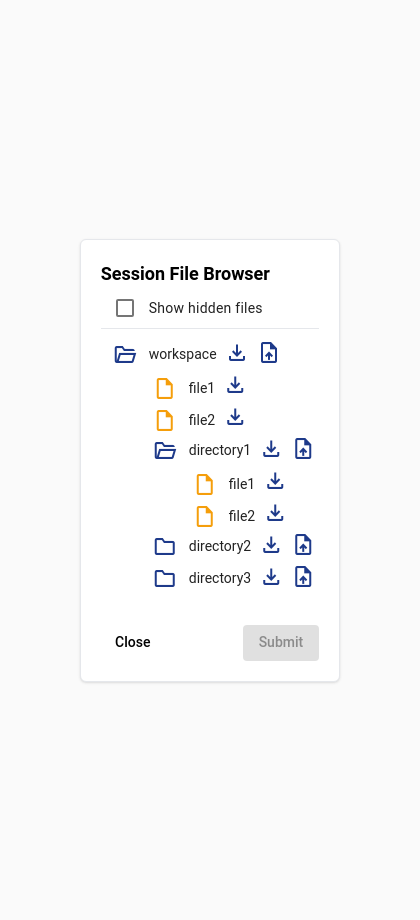 Session File Browser
Show hidden files
workspace
file1
file2
directory1
file1
file2
directory2
directory3
Close Submit